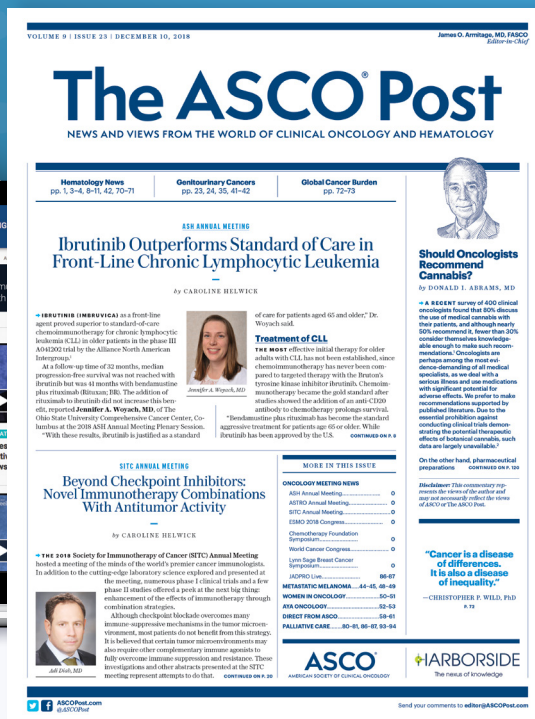 VOLUME 9 | ISSUE 23 | DECEMBER 10, 2018
James O. Armitage, MD, FASCO
Editor-in-Chief
The ASCO® Post
NEWS AND VIEWS FROM THE WORLD OF CLINICAL ONCOLOGY AND HEMATOLOGY
Hematology News
pp. 1, 3–4, 8–11, 42, 70–71
Genitourinary Cancers
pp. 23, 24, 35, 41–42
Global Cancer Burden
pp. 72–73
ASH ANNUAL MEETING
Ibrutinib Outperforms Standard of Care in
Front-Line Chronic Lymphocytic Leukemia
by CAROLINE HELWICK
➔ IBRUTINIB (IMBRUVICA) as a front-line
agent proved superior to standard-of-care
chemoimmunotherapy for chronic lymphocytic
leukemia (CLL) in older patients in the phase III
A041202 trial by the Alliance North American
Intergroup.¹
At a follow-up time of 32 months, median
progression-free survival was not reached with
ibrutinib but was 41 months with bendamustine
plus rituximab (Rituxan; BR). The addition of
rituximab to ibrutinib did not increase this ben-
efit, reported Jennifer A. Woyach, MD, of The
Ohio State University Comprehensive Cancer Center, Co-
lumbus at the 2018 ASH Annual Meeting Plenary Session.
"With these results, ibrutinib is justified as a standard
Jennifer A. Woyach, MD
of care for patients aged 65 and older," Dr.
Woyach said.
Treatment of CLL
THE MOST effective initial therapy for older
adults with CLL has not been established, since
chemoimmunotherapy has never been com-
pared to targeted therapy with the Bruton's
tyrosine kinase inhibitor ibrutinib. Chemoim-
munotherapy became the gold standard after
studies showed the addition of an anti-CD20
antibody to chemotherapy prolongs survival.
"Bendamustine plus rituximab has become the standard
aggressive treatment for patients age 65 or older. While
ibrutinib has been approved by the U.S. CONTINUED ON P. 8
Should Oncologists
Recommend
Cannabis?
by DONALD I. ABRAMS, MD
➔ A RECENT survey of 400 clinical
oncologists found that 80% discuss
the use of medical cannabis with
their patients, and although nearly
50% recommend it, fewer than 30%
consider themselves knowledge-
able enough to make such recom-
mendations.¹ Oncologists are
perhaps among the most evi-
dence-demanding of all medical
specialists, as we deal with a
serious illness and use medications
with significant potential for
adverse effects. We prefer to make
recommendations supported by
published literature. Due to the
essential prohibition against
conducting clinical trials demon-
strating the potential therapeutic
effects of botanical cannabis, such
data are largely unavailable.²
On the other hand, pharmaceutical
preparations CONTINUED ON P. 120
Disclaimer: This commentary rep-
resents the views of the author and
may not necessarily reflect the views
of ASCO or The ASCO Post.
"Cancer is a disease
of differences.
It is also a disease
of inequality."
—CHRISTOPHER P. WILD, PhD
P. 72
SITC ANNUAL MEETING
Beyond Checkpoint Inhibitors:
Novel Immunotherapy Combinations
With Antitumor Activity
by CAROLINE HELWICK
➔ THE 2018 Society for Immunotherapy of Cancer (SITC) Annual Meeting
hosted a meeting of the minds of the world's premier cancer immunologists.
In addition to the cutting-edge laboratory science explored and presented at
the meeting, numerous phase I clinical trials and a few
phase II studies offered a peek at the next big thing:
enhancement of the effects of immunotherapy through
combination strategies.
Although checkpoint blockade overcomes many
immune-suppressive mechanisms in the tumor microen-
vironment, most patients do not benefit from this strategy.
It is believed that certain tumor microenvironments may
also require other complementary immune agonists to
fully overcome immune suppression and resistance. These
investigations and other abstracts presented at the SITC
meeting represent attempts to do that. CONTINUED ON P. 20
Adi Diab, MD
MORE IN THIS ISSUE
ONCOLOGY MEETING NEWS
ASH Annual Meeting 0
ASTRO Annual Meeting 0
SITC Annual Meeting 0
ESMO 2018 Congress 0
Chemotherapy Foundation
Symposium 0
World Cancer Congress 0
Lynn Sage Breast Cancer
Symposium 0
JADPRO Live 86–87
METASTATIC MELANOMA 44–45, 48–49
WOMEN IN ONCOLOGY 50–51
AYA ONCOLOGY 52–53
DIRECT FROM ASCO 58–61
PALLIATIVE CARE 80–81, 86–87, 93–94
ASCO®
AMERICAN SOCIETY OF CLINICAL ONCOLOGY
HARBORSIDE
The nexus of knowledge
ASCOPost.com
@ASCOPost
Send your comments to editor@ASCOPost.com